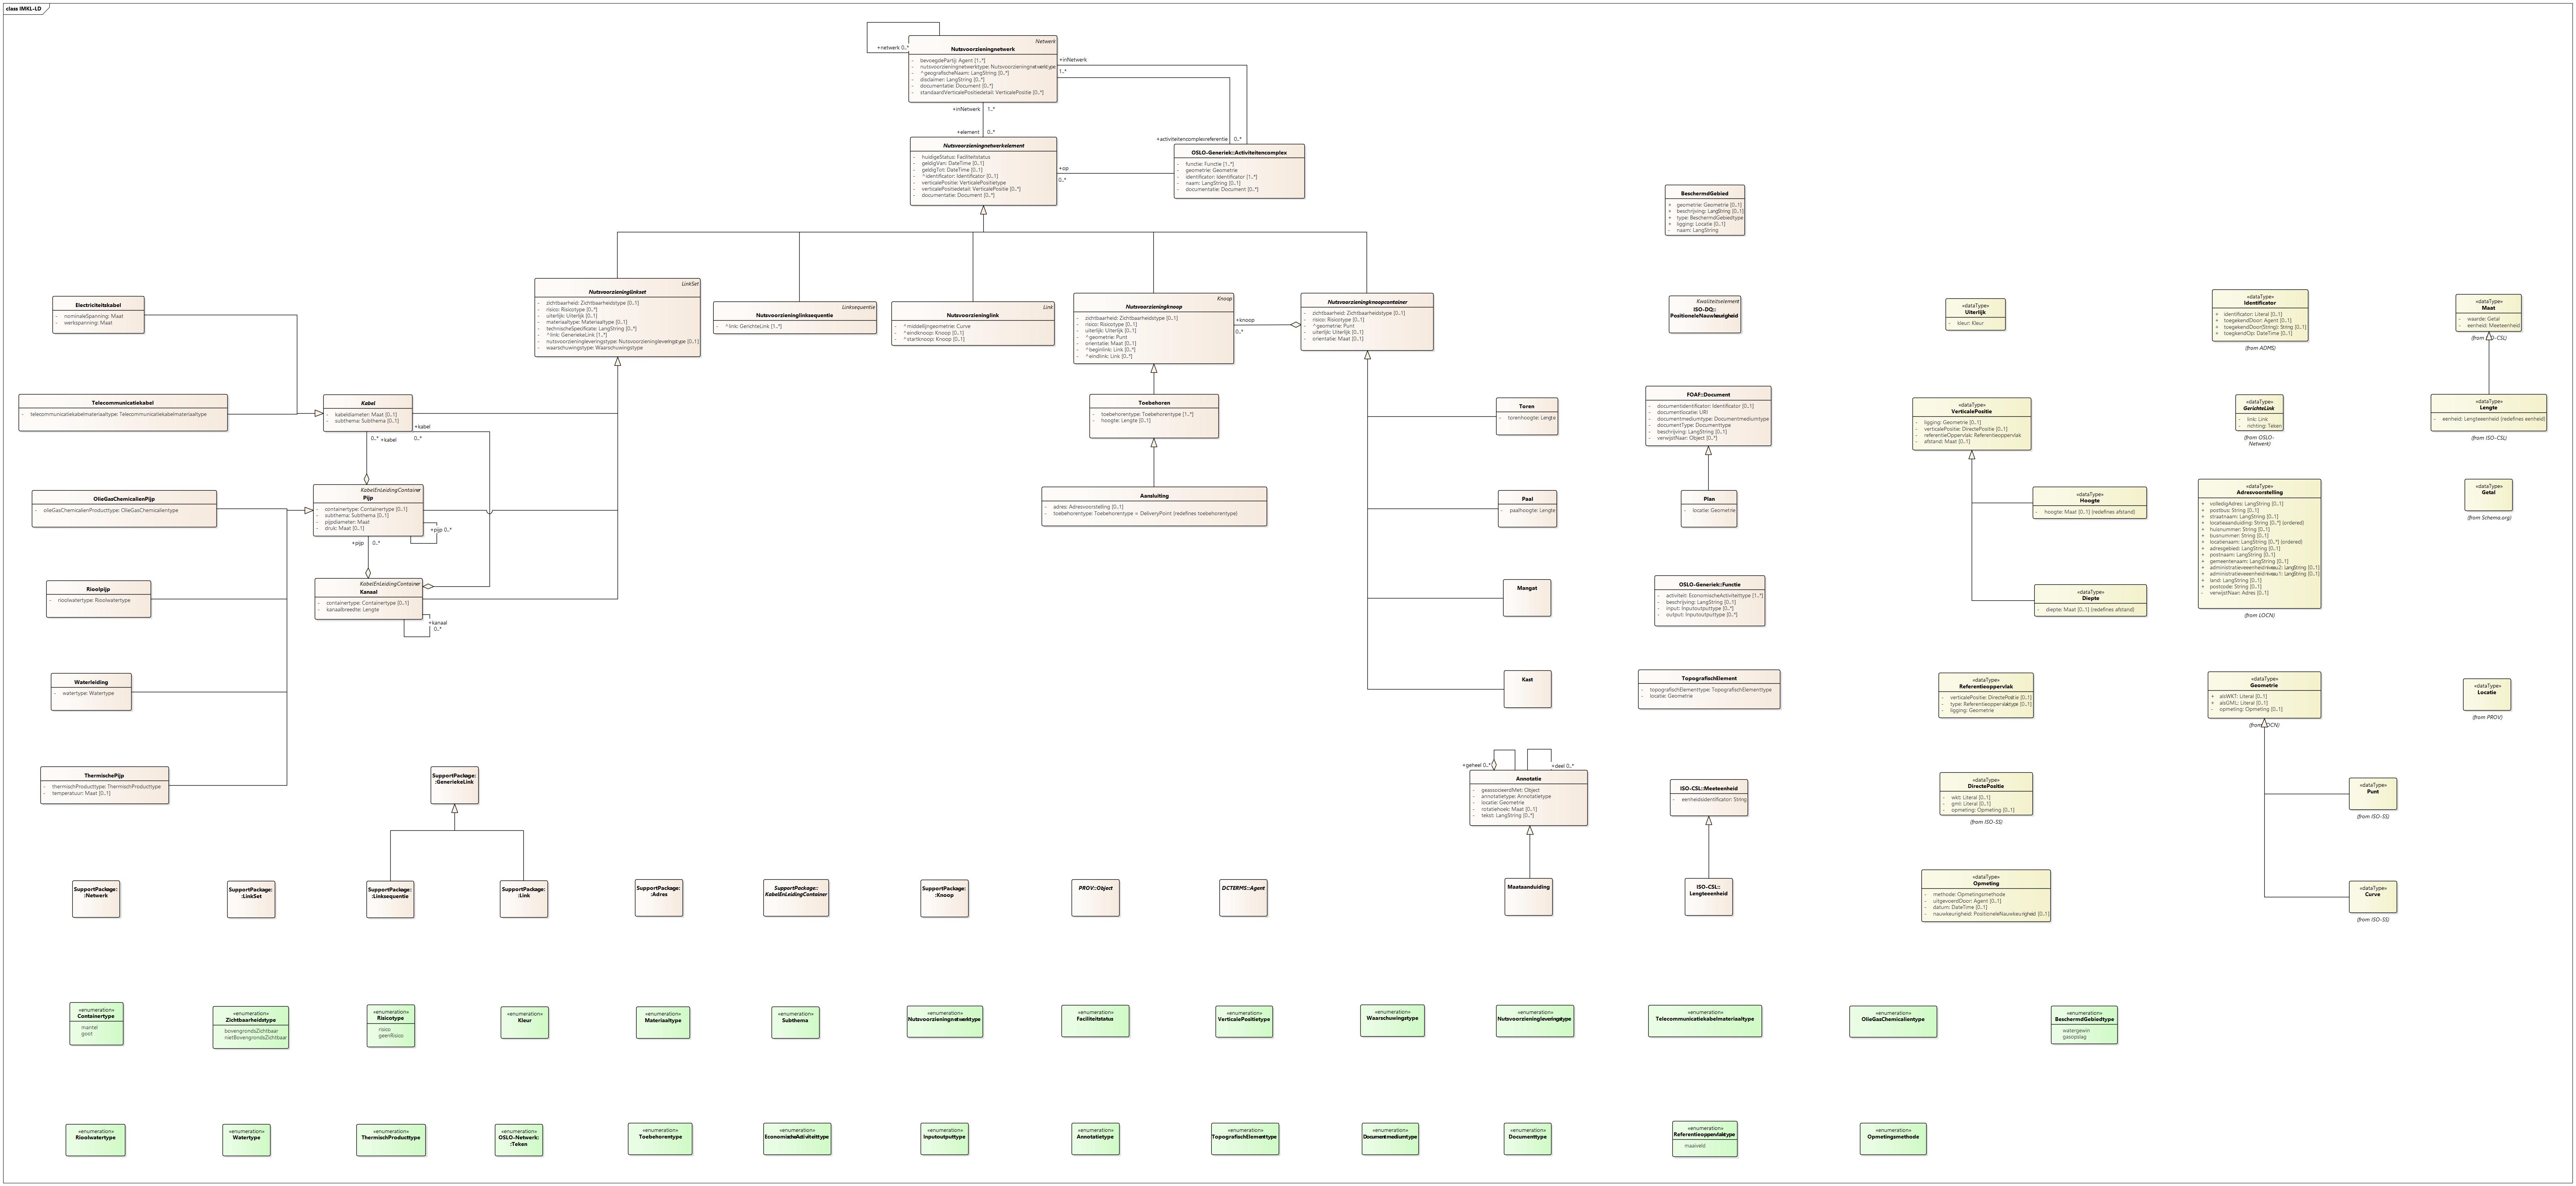 class IMKL-LD
+netwerk 0..*
Netwerk
Nutsvoorzieningnetwerk
- bevoegdePartij: Agent [1..*]
- nutsvoorzieningnetwerktype: Nutsvoorzieningnetwerktype
- ^geografischeNaam: LangString [0..*]
- disclaimer: LangString [0..*]
- documentatie: Document [0..*]
- standaardVerticalePositiedetail: VerticalePositie [0..*]
+inNetwerk
1..*
+inNetwerk 1..*
+element 0..*
+activiteitencomplexreferentie 0..*
Nutsvoorzieningnetwerkelement
- huidigeStatus: Faciliteitstatus
- geldigVan: DateTime [0..1]
- geldigTot: DateTime [0..1]
- ^identificator: Identificator [0..1]
- verticalePositie: VerticalePositietype
- verticalePositiedetail: VerticalePositie [0..*]
- documentatie: Document [0..*]
+op
0..*
OSLO-Generiek::Activiteitencomplex
- functie: Functie [1..*]
- geometrie: Geometrie
- identificator: Identificator [1..*]
- naam: LangString [0..1]
- documentatie: Document [0..*]
BeschermdGebied
+ geometrie: Geometrie [0..1]
+ beschrijving: LangString [0..1]
+ type: BeschermdGebiedtype
+ ligging: Locatie [0..1]
- naam: LangString
Electriciteitskabel
- nominaleSpanning: Maat
- werkspanning: Maat
LinkSet
Nutsvoorzieninglinkset
- zichtbaarheid: Zichtbaarheidstype [0..1]
- risico: Risicotype [0..*]
- uiterlijk: Uiterlijk [0..1]
- materiaaltype: Materiaaltype [0..1]
- technischeSpecificatie: LangString [0..*]
- ^link: GeneriekeLink [1..*]
- nutsvoorzieningleveringstype: Nutsvoorzieningleveringstype [0..1]
- waarschuwingstype: Waarschuwingstype
Linksequentie
Nutsvoorzieninglinksequentie
- ^link: GerichteLink [1..*]
Link
Nutsvoorzieninglink
- ^middellijngeometrie: Curve
- ^eindknoop: Knoop [0..1]
- ^startknoop: Knoop [0..1]
Knoop
Nutsvoorzieningknoop
- zichtbaarheid: Zichtbaarheidstype [0..1]
- risico: Risicotype [0..1]
- uiterlijk: Uiterlijk [0..1]
- ^geometrie: Punt
- orientatie: Maat [0..1]
- ^beginlink: Link [0..*]
- ^eindlink: Link [0..*]
+knoop
0..*
Nutsvoorzieningknoopcontainer
- zichtbaarheid: Zichtbaarheidstype [0..1]
- risico: Risicotype [0..1]
- ^geometrie: Punt
- uiterlijk: Uiterlijk [0..1]
- orientatie: Maat [0..1]
Kwaliteitselement
ISO-DQ::
PositioneleNauwkeurigheid
«dataType»
Uiterlijk
- kleur: Kleur
«dataType»
Identificator
+ identificator: Literal [0..1]
+ toegekendDoor: Agent [0..1]
+ toegekendDoor(String): String [0..1]
+ toegekendOp: DateTime [0..1]
(from ADMS)
«dataType»
Maat
- waarde: Getal
- eenheid: Meeteenheid
Telecommunicatiekabel
- telecommunicatiekabelmateriaaltype: Telecommunicatiekabelmateriaaltype
Kabel
- kabeldiameter: Maat [0..1]
- subthema: Subthema [0..1]
0..* +kabel
+kabel
0..*
Toebehoren
- toebehorentype: Toebehorentype [1..*]
- hoogte: Lengte [0..1]
Toren
- torenhoogte: Lengte
FOAF::Document
- documentidentificator: Identificator [0..1]
- documentlocatie: URI
- documentmediumtype: Documentmediumtype
- documentType: Documenttype
- beschrijving: LangString [0..1]
- verwijstNaar: Object [0..*]
«dataType»
VerticalePositie
- ligging: Geometrie [0..1]
- verticalePositie: DirectePositie [0..1]
- referentieOppervlak: Referentieoppervlak
- afstand: Maat [0..1]
«dataType»
GerichteLink
- link: Link
- richting: Teken
(from OSLO-
Netwerk)
«dataType»
Lengte
- eenheid: Lengteeenheid {redefines eenheid}
(from ISO-CSL)
OlieGasChemicalienPijp
- olieGasChemicalienProducttype: OlieGasChemicalientype
KabelEnLeidingContainer
Pijp
- containertype: Containertype [0..1]
- subthema: Subthema [0..1]
- pijpdiameter: Maat
- druk: Maat [0..1]
+pijp 0..*
+pijp 0..*
Aansluiting
- adres: Adresvoorstelling [0..1]
- toebehorentype: Toebehorentype = DeliveryPoint {redefines toebehorentype}
Paal
- paalhoogte: Lengte
Plan
- locatie: Geometrie
«dataType»
Hoogte
- hoogte: Maat [0..1] {redefines afstand}
«dataType»
Adresvoorstelling
+ volledigAdres: LangString [0..1]
+ postbus: String [0..1]
+ straatnaam: LangString [0..1]
+ locatieaanduiding: String [0..*] {ordered}
+ huisnummer: String [0..1]
+ busnummer: String [0..1]
+ locatienaam: LangString [0..*] {ordered}
+ adresgebied: LangString [0..1]
+ postnaam: LangString [0..1]
+ gemeentenaam: LangString [0..1]
+ administratieveeenheidniveau2: LangString [0..1]
+ administratieveeenheidniveau1: LangString [0..1]
+ land: LangString [0..1]
+ postcode: String [0..1]
- verwijstNaar: Adres [0..1]
(from LOCN)
«dataType»
Getal
(from Schema.org)
Rioolpijp
- rioolwatertype: Rioolwatertype
KabelEnLeidingContainer
Kanaal
- containertype: Containertype [0..1]
- kanaalbreedte: Lengte
+kanaal
0..*
Mangat
OSLO-Generiek::Functie
- activiteit: EconomischeActiviteittype [1..*]
- beschrijving: LangString [0..1]
- input: Inputoutputtype [0..*]
- output: Inputoutputtype [0..*]
«dataType»
Diepte
- diepte: Maat [0..1] {redefines afstand}
Waterleiding
- watertype: Watertype
Kast
TopografischElement
- topografischElementtype: TopografischElementtype
- locatie: Geometrie
«dataType»
Referentieoppervlak
- verticalePositie: DirectePositie [0..1]
- type: Referentieoppervlaktype [0..1]
- ligging: Geometrie
«dataType»
Geometrie
+ alsWKT: Literal [0..1]
+ alsGML: Literal [0..1]
- opmeting: Opmeting [0..1]
«dataType»
Locatie
(from PROV)
ThermischePijp
- thermischProducttype: ThermischProducttype
- temperatuur: Maat [0..1]
SupportPackage:
:GeneriekeLink
+geheel 0..*
+deel 0..*
Annotatie
- geassocieerdMet: Object
- annotatietype: Annotatietype
- locatie: Geometrie
- rotatiehoek: Maat [0..1]
- tekst: LangString [0..*]
ISO-CSL::Meeteenheid
- eenheidsidentificator: String
«dataType»
DirectePositie
- wkt: Literal [0..1]
- gml: Literal [0..1]
- opmeting: Opmeting [0..1]
(from ISO-SS)
«dataType»
Punt
(from ISO-SS)
SupportPackage:
:Netwerk
SupportPackage:
:LinkSet
SupportPackage:
:Linksequentie
SupportPackage:
:Link
SupportPackage:
:Adres
SupportPackage::
KabelEnLeidingContainer
SupportPackage:
:Knoop
PROV::Object
DCTERMS::Agent
Maataanduiding
ISO-CSL::
Lengteeenheid
«dataType»
Opmeting
- methode: Opmetingsmethode
- uitgevoerdDoor: Agent [0..1]
- datum: DateTime [0..1]
- nauwkeurigheid: PositioneleNauwkeurigheid [0..1]
«dataType»
Curve
(from ISO-SS)
«enumeration»
Containertype
mantel
goot
«enumeration»
Zichtbaarheidstype
bovengrondsZichtbaar
nietBovengrondsZichtbaar
«enumeration»
Risicotype
risico
geenRisico
«enumeration»
Kleur
«enumeration»
Materiaaltype
«enumeration»
Subthema
«enumeration»
Nutsvoorzieningnetwerktype
«enumeration»
Faciliteitstatus
«enumeration»
VerticalePositietype
«enumeration»
Waarschuwingstype
«enumeration»
Nutsvoorzieningleveringstype
«enumeration»
Telecommunicatiekabelmateriaaltype
«enumeration»
OlieGasChemicalientype
«enumeration»
BeschermdGebiedtype
watergewin
gasopslag
«enumeration»
Rioolwatertype
«enumeration»
Watertype
«enumeration»
ThermischProducttype
«enumeration»
OSLO-Netwerk:
:Teken
«enumeration»
Toebehorentype
«enumeration»
EconomischeActiviteittype
«enumeration»
Inputoutputtype
«enumeration»
Annotatietype
«enumeration»
TopografischElementtype
«enumeration»
Documentmediumtype
«enumeration»
Documenttype
«enumeration»
Referentieoppervlaktype
maaiveld
«enumeration»
Opmetingsmethode